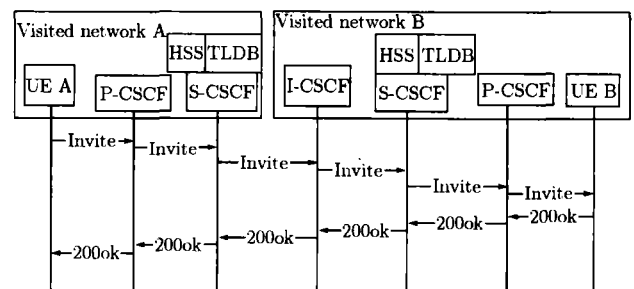 Visited network A
Visited network B
HSS TLDB
HSS TLDB
UE A
P-CSCF
S-CSCF
I-CSCF
S-CSCF
P-CSCF
UE B
Invite
Invite
Invite
Invite
Invite
Invite
200ok
200ok
200ok
200ok
200ok
200ok